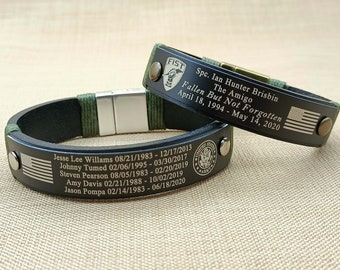 FIST
Spc. Ian Hunter Brisbin
The Amigo
Fallen But Not Forgotten
April 18, 1994 - May 14, 2020
Jesse Lee Williams 08/21/1983 - 12/17/2013
Johnny Tumed 02/06/1995 - 03/30/2017
Steven Pearson 08/05/1983 - 02/20/2019
Amy Davis 02/21/1988 - 10/02/2019
Jason Pompa 02/14/1983 - 06/18/2020